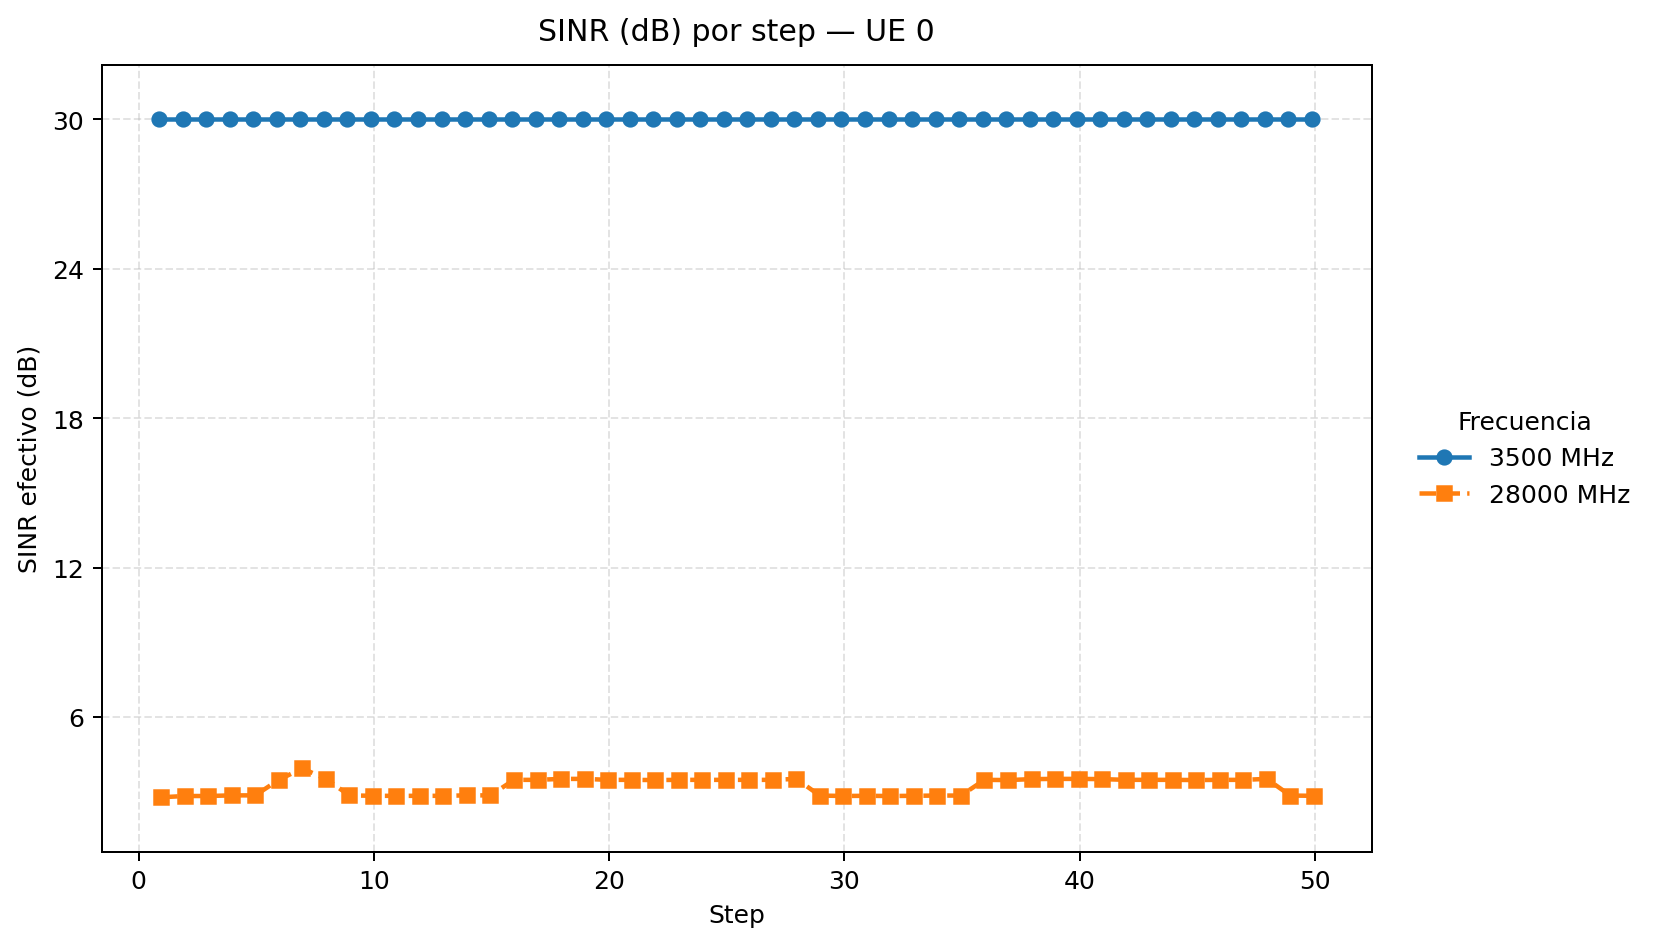 SINR (dB) por step — UE 0
SINR efectivo (dB)
30
24
18
12
6
0 10 20 30 40 50
Step
Frecuencia
3500 MHz
28000 MHz